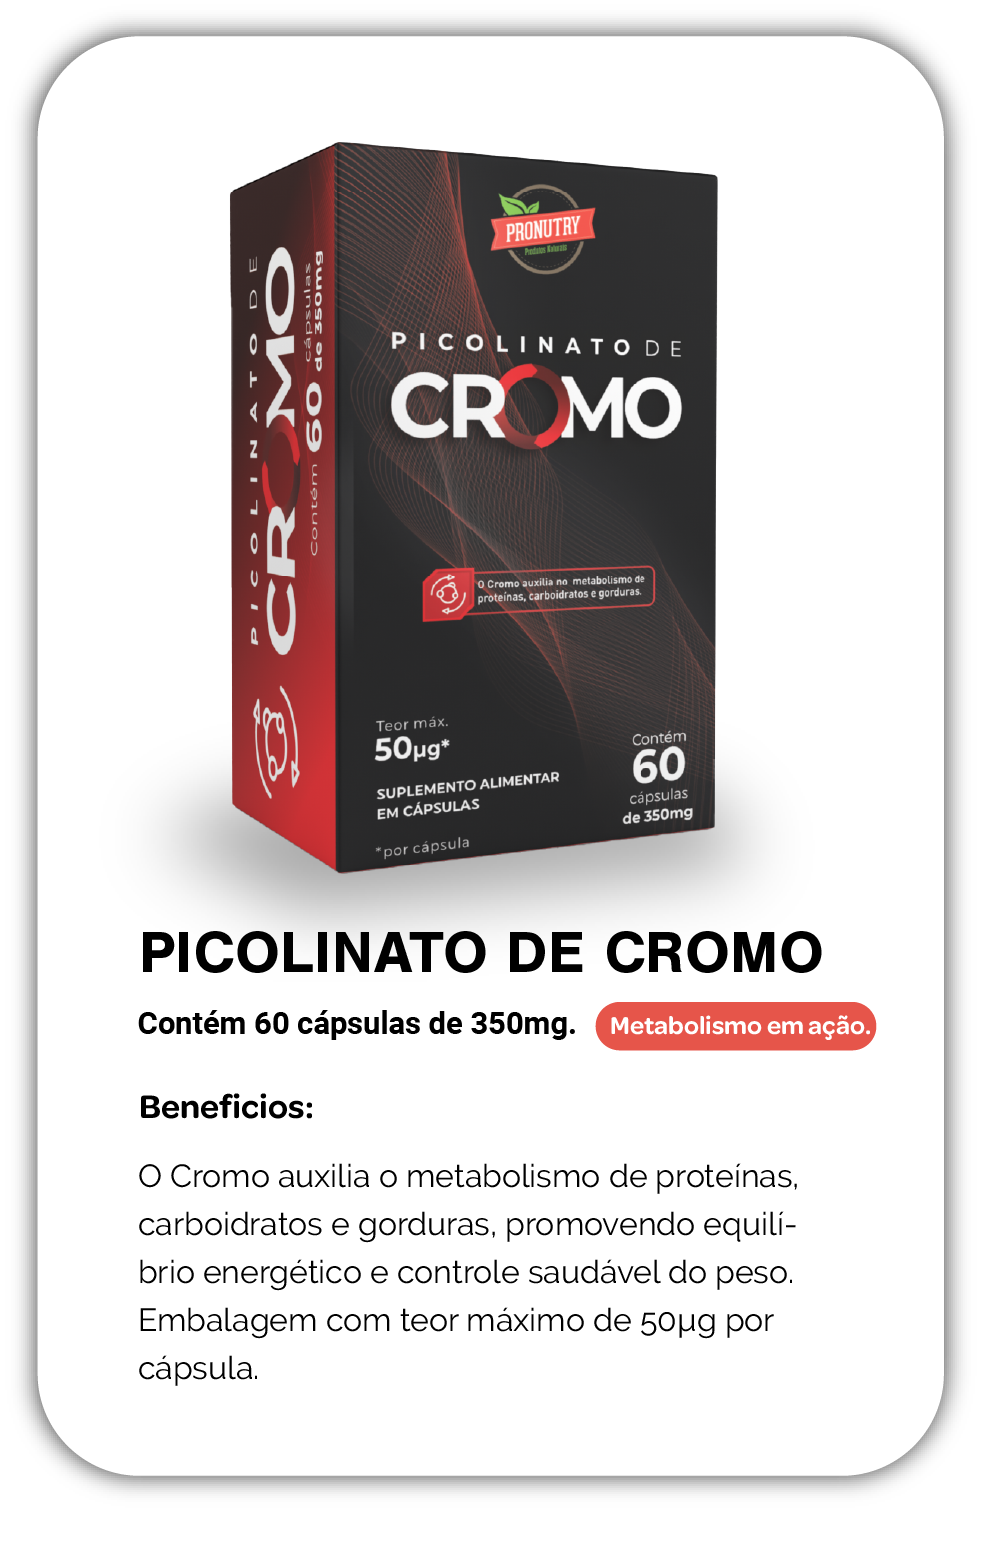 PRONUTRY
Produtos Naturais
PICOLINATO DE
CROMO
O Cromo auxilia no metabolismo de
proteínas, carboidratos e gorduras.
Teor máx.
50µg*
SUPLEMENTO ALIMENTAR
EM CÁPSULAS
*por cápsula
Contém
60
cápsulas
de 350mg
PICOLINATO DE
CROMO
Contém 60 cápsulas
de 350mg
PICOLINATO DE CROMO
Contém 60 cápsulas de 350mg.
Metabolismo em ação.
Beneficios:
O Cromo auxilia o metabolismo de proteínas,
carboidratos e gorduras, promovendo equilí-
brio energético e controle saudável do peso.
Embalagem com teor máximo de 50µg por
cápsula.